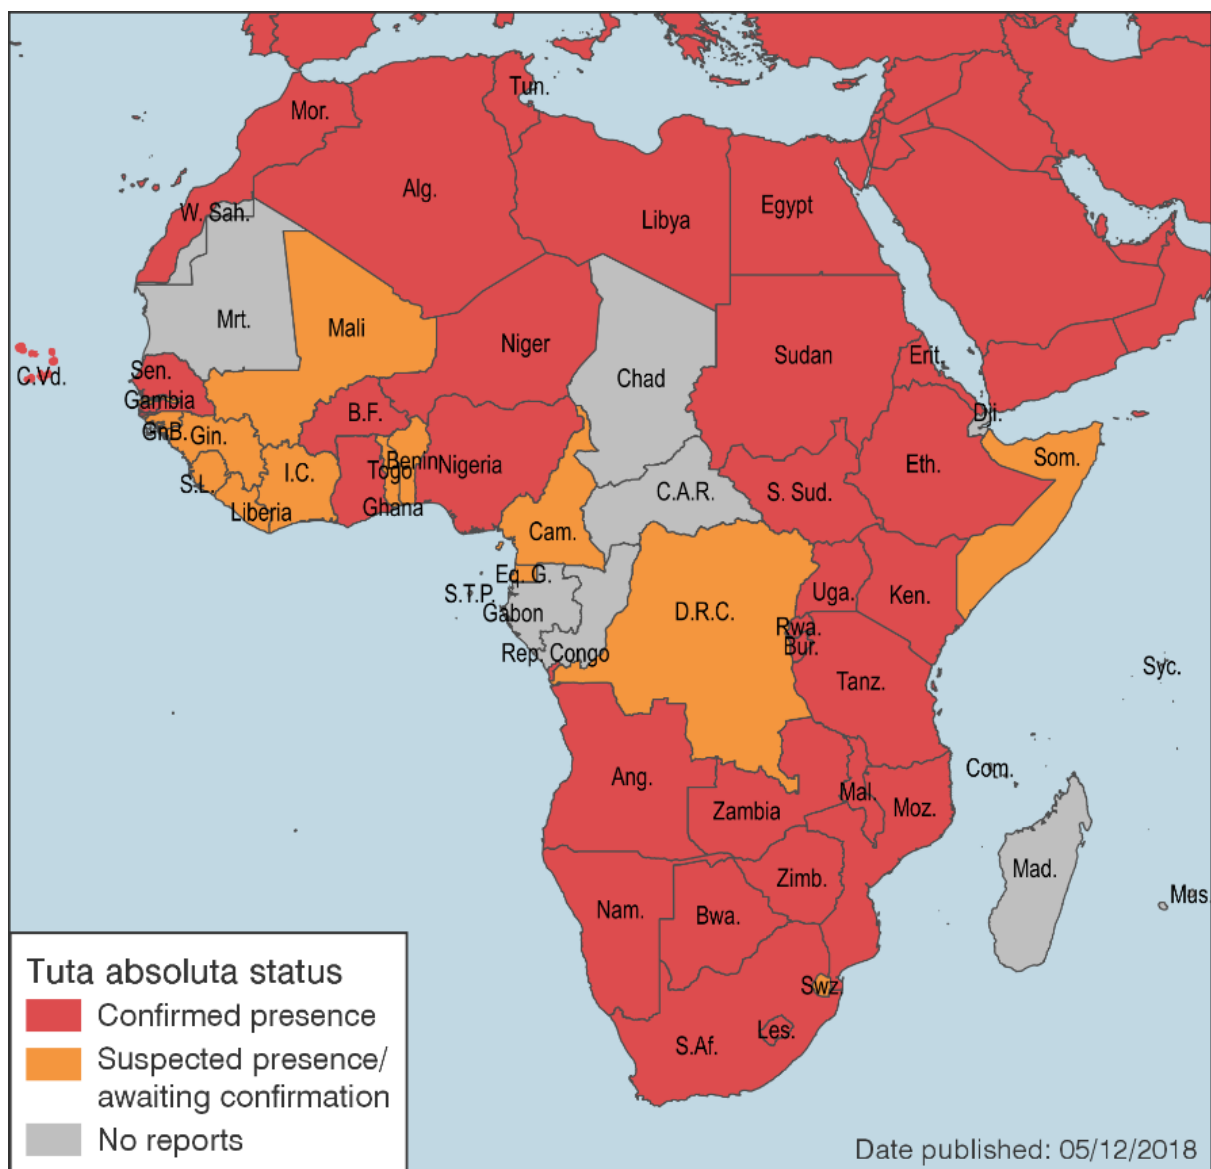 Tun.
Mor.
Alg.
W. Sah.
Libya
Egypt
Mrt.
Mali
Niger
Chad
Sudan
Erit.
C.Vd.
Sen.
Gambia
B.F.
Dji.
GnB.
Gin.
I.C.
Togo
Benin
Nigeria
C.A.R.
S. Sud.
Eth.
Som.
S.L.
Liberia
Ghana
Cam.
Eq. G.
S.T.P.
Gabon
D.R.C.
Uga.
Ken.
Rwa.
Bur.
Rep. Congo
Tanz.
Syc.
Ang.
Zambia
Mal.
Moz.
Com.
Zimb.
Mad.
Mus.
Nam.
Bwa.
Swz.
Les.
S.Af.
Tuta absoluta status
Confirmed presence
Suspected presence/
awaiting confirmation
No reports
Date published: 05/12/2018